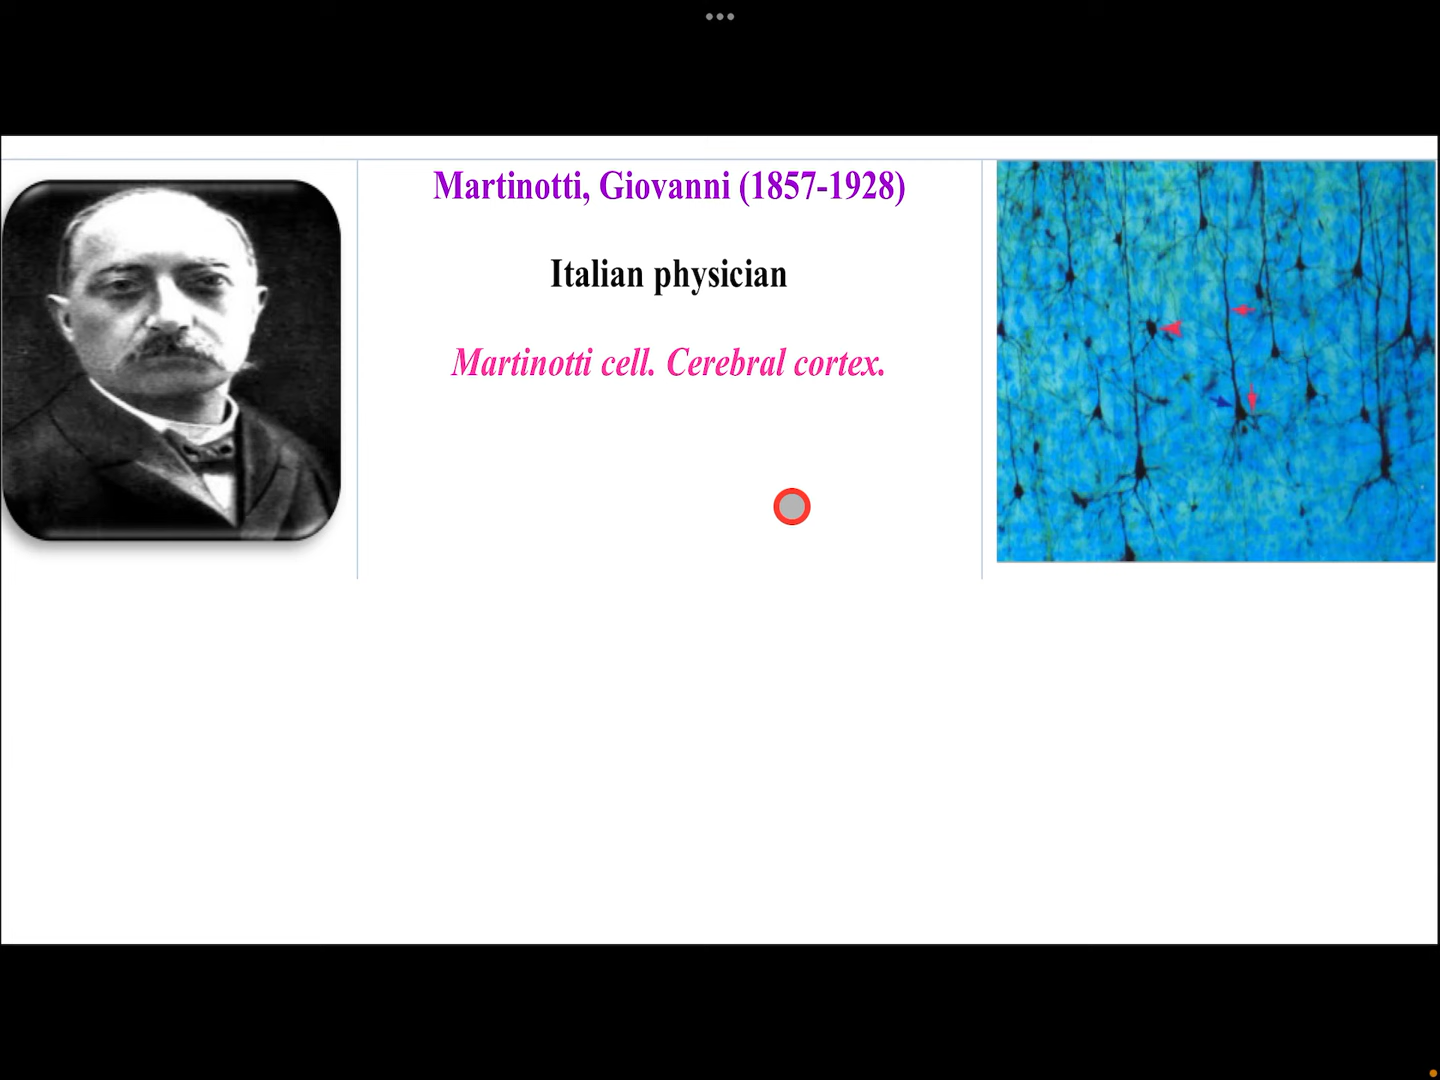 Martinotti, Giovanni (1857-1928)
Italian physician
Martinotti cell. Cerebral cortex.